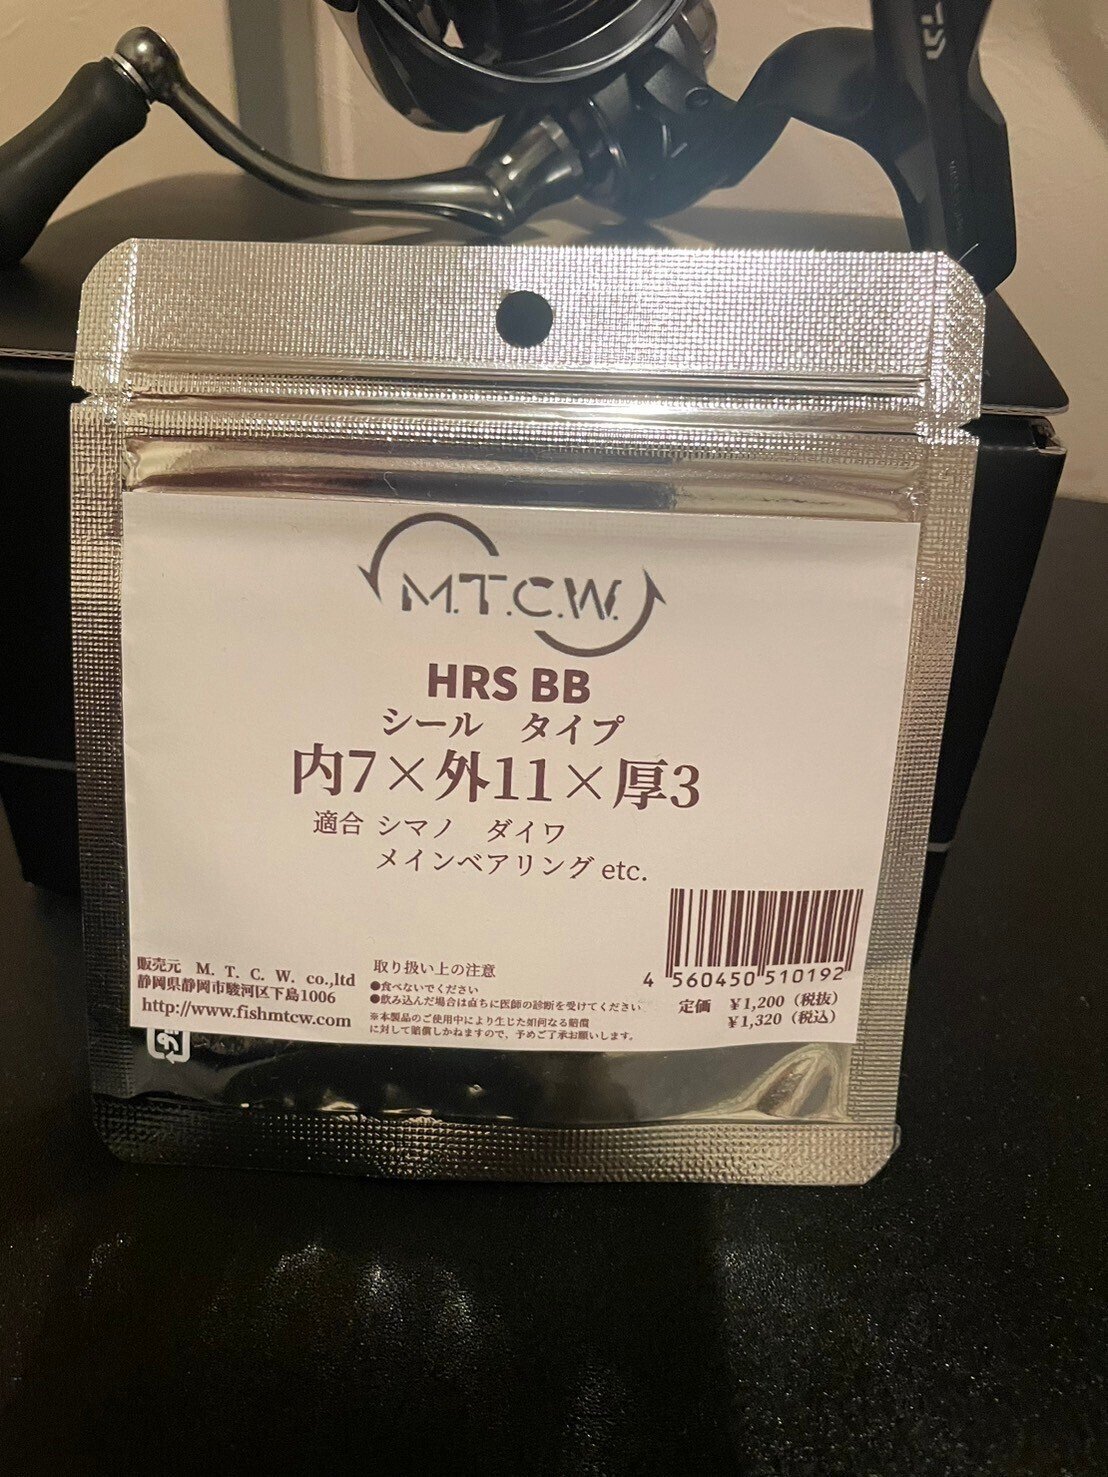 M.T.C.W.
HRS BB
シール　タイプ
内7×外11×厚3
適合 シマノ　ダイワ
メインベアリング etc.
販売元　M. T. C. W. co.,ltd
静岡県静岡市駿河区下島1006
http://www.fishmtcw.com
取り扱い上の注意
●食べないでください
●飲み込んだ場合は直ちに医師の診断を受けてください
※本製品のご使用中により生じた如何なる賠償
に対して賠償しかねますので、予めご了承お願いします。
4 560450 510192
定価　￥1,200（税抜）
￥1,320（税込）